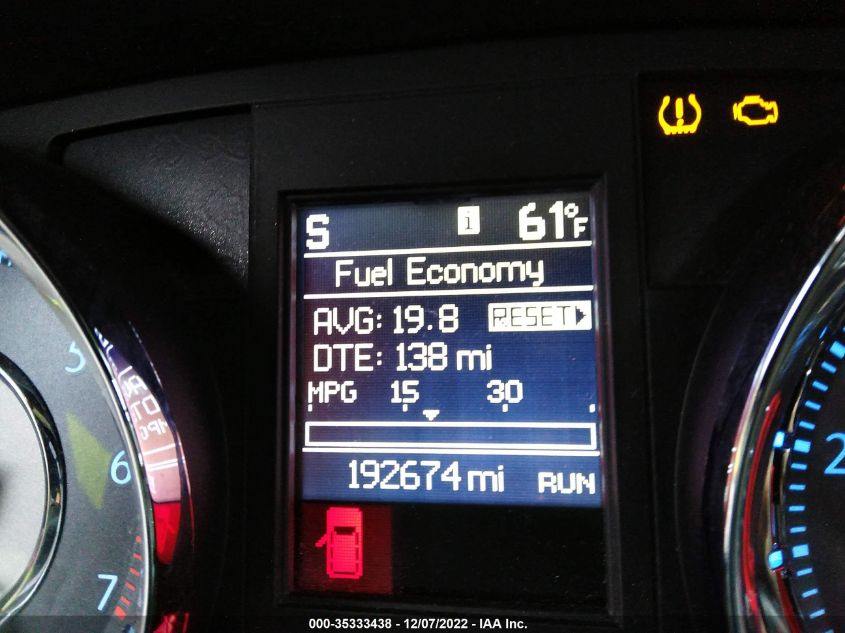 S i 61°F
Fuel Economy
AVG: 19.8 RESET
DTE: 138 mi
MPG 15 30
192674 mi RUN
5
6
7
2
000-35333438 - 12/07/2022 - IAA Inc.